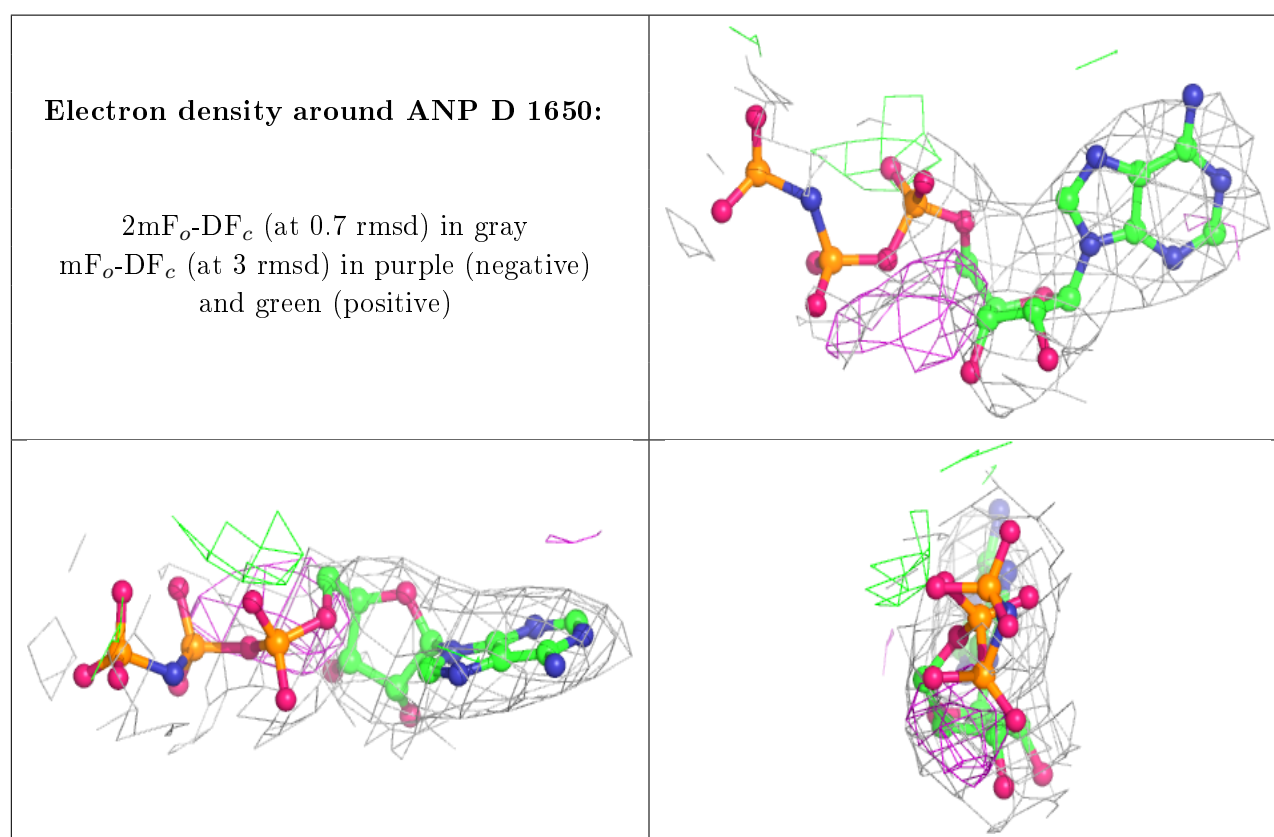 Electron density around ANP D 1650:
2mFo-DFc (at 0.7 rmsd) in gray
mFo-DFc (at 3 rmsd) in purple (negative)
and green (positive)